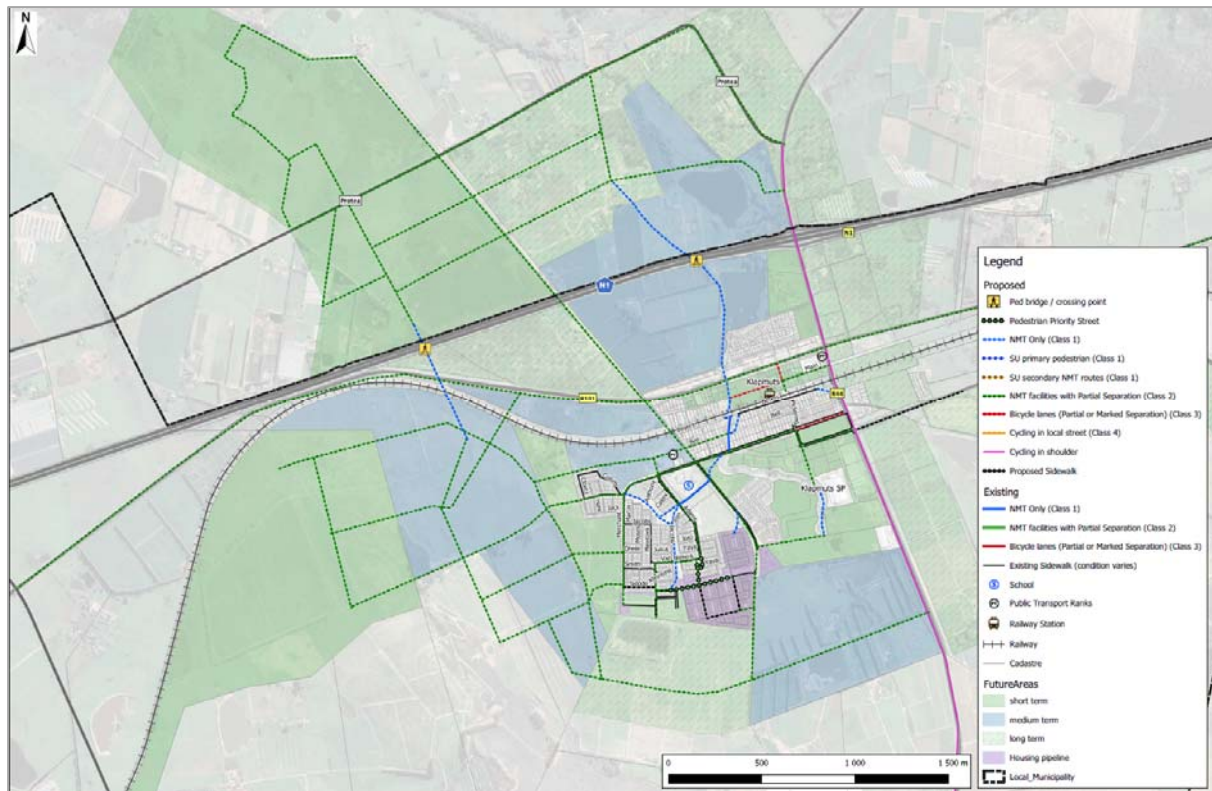 N
Protea
Protea
N1
N1
R101
Klapmuts
R44
Klapmuts SP
Legend
Proposed
Ped bridge / crossing point
Pedestrian Priority Street
NMT Only (Class 1)
SU primary pedestrian (Class 1)
SU secondary NMT routes (Class 1)
NMT facilities with Partial Separation (Class 2)
Bicycle lanes (Partial or Marked Separation) (Class 3)
Cycling in local street (Class 4)
Cycling in shoulder
Proposed Sidewalk
Existing
NMT Only (Class 1)
NMT facilities with Partial Separation (Class 2)
Bicycle lanes (Partial or Marked Separation) (Class 3)
Existing Sidewalk (condition varies)
School
Public Transport Ranks
Railway Station
Railway
Cadastre
FutureAreas
short term
medium term
long term
Housing pipeline
Local_Municipality
0 500 1 000 1 500 m